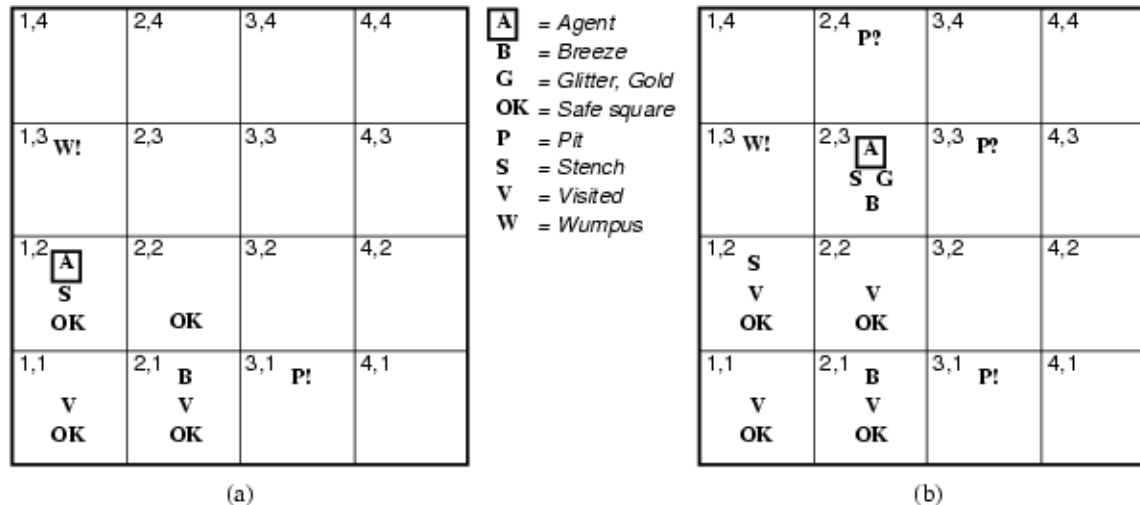 1,4 2,4 3,4 4,4
1,3 W! 2,3 3,3 4,3
1,2 A 2,2 3,2 4,2
S
OK OK
1,1 2,1 B 3,1 P! 4,1
V V
OK OK
(a)
A = Agent
B = Breeze
G = Glitter, Gold
OK = Safe square
P = Pit
S = Stench
V = Visited
W = Wumpus
1,4 2,4 P? 3,4 4,4
1,3 W! 2,3 A 3,3 P? 4,3
S G
B
1,2 S 2,2 3,2 4,2
V V
OK OK
1,1 2,1 B 3,1 P! 4,1
V V
OK OK
(b)